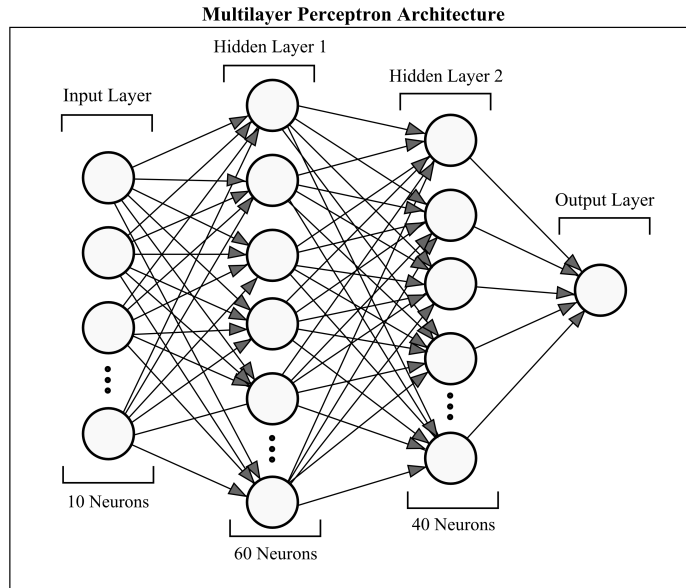 Multilayer Perceptron Architecture
Hidden Layer 1
Hidden Layer 2
Input Layer
Output Layer
10 Neurons
40 Neurons
60 Neurons